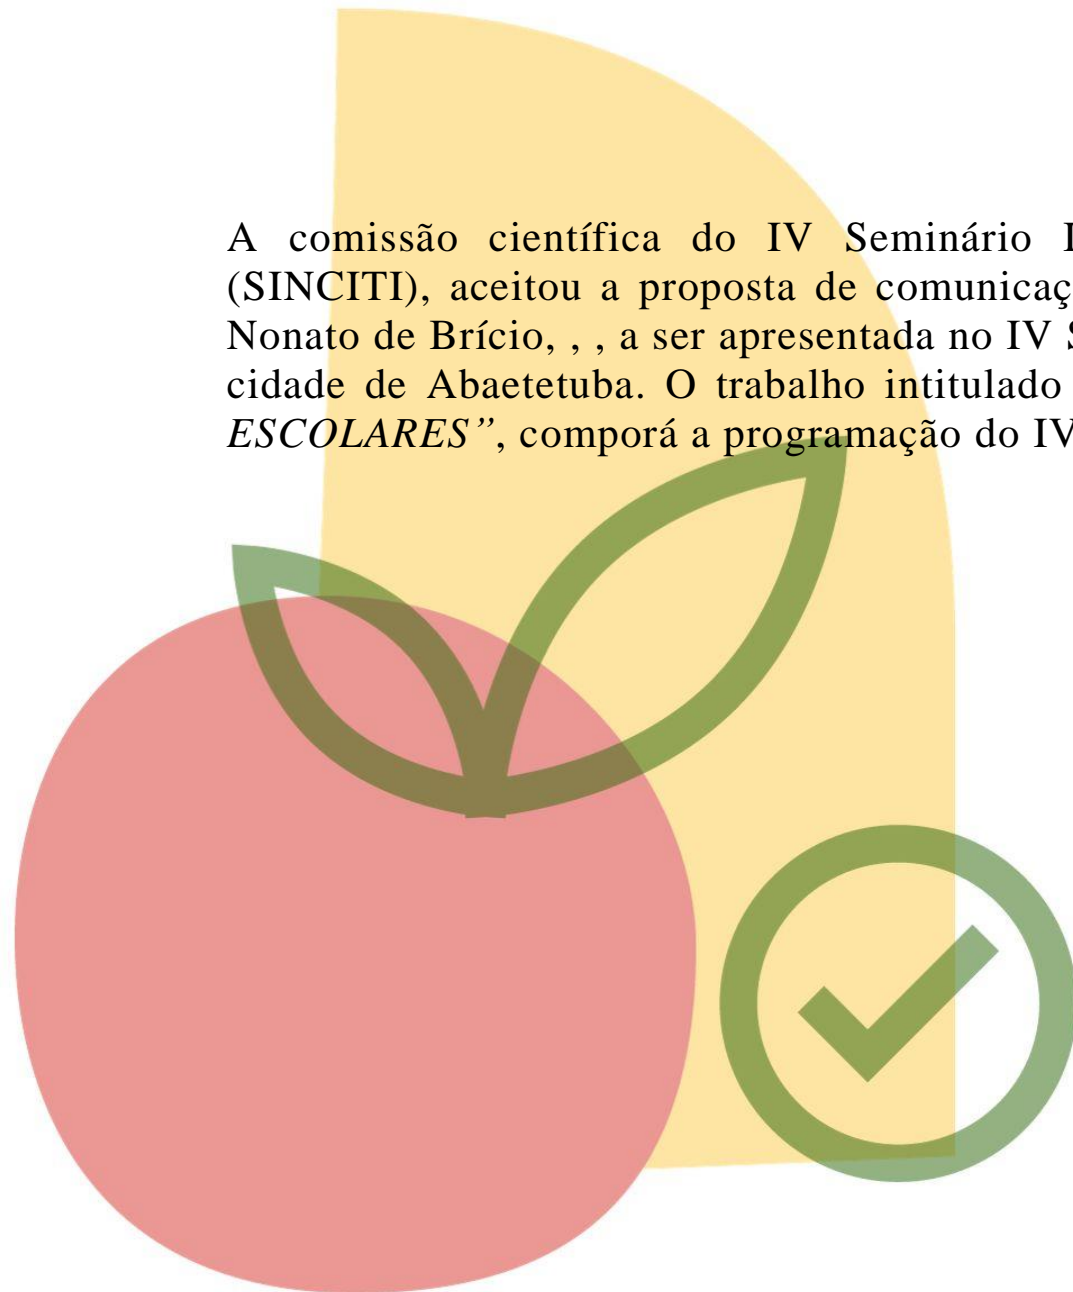 A comissão científica do IV Seminário
(SINCITI), aceitou a proposta de
Nonato de Brício, , , a ser apresentada no IV
cidade de Abaetetuba. O trabalho intitulado
ESCOLARES”, comporá a programação do IV